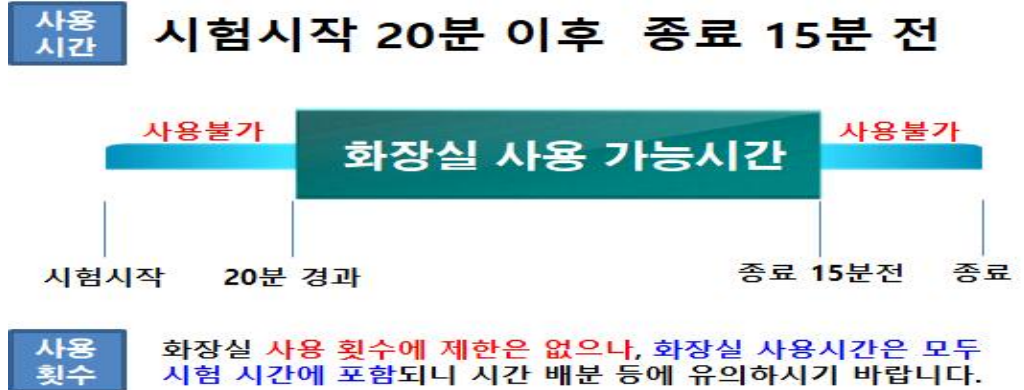 사용
시간
시험시작 20분 이후 종료 15분 전
사용불가
화장실 사용 가능시간
사용불가
시험시작
20분 경과
종료 15분전
종료
사용
횟수
화장실 사용 횟수에 제한은 없으나, 화장실 사용시간은 모두
시험 시간에 포함되니 시간 배분 등에 유의하시기 바랍니다.